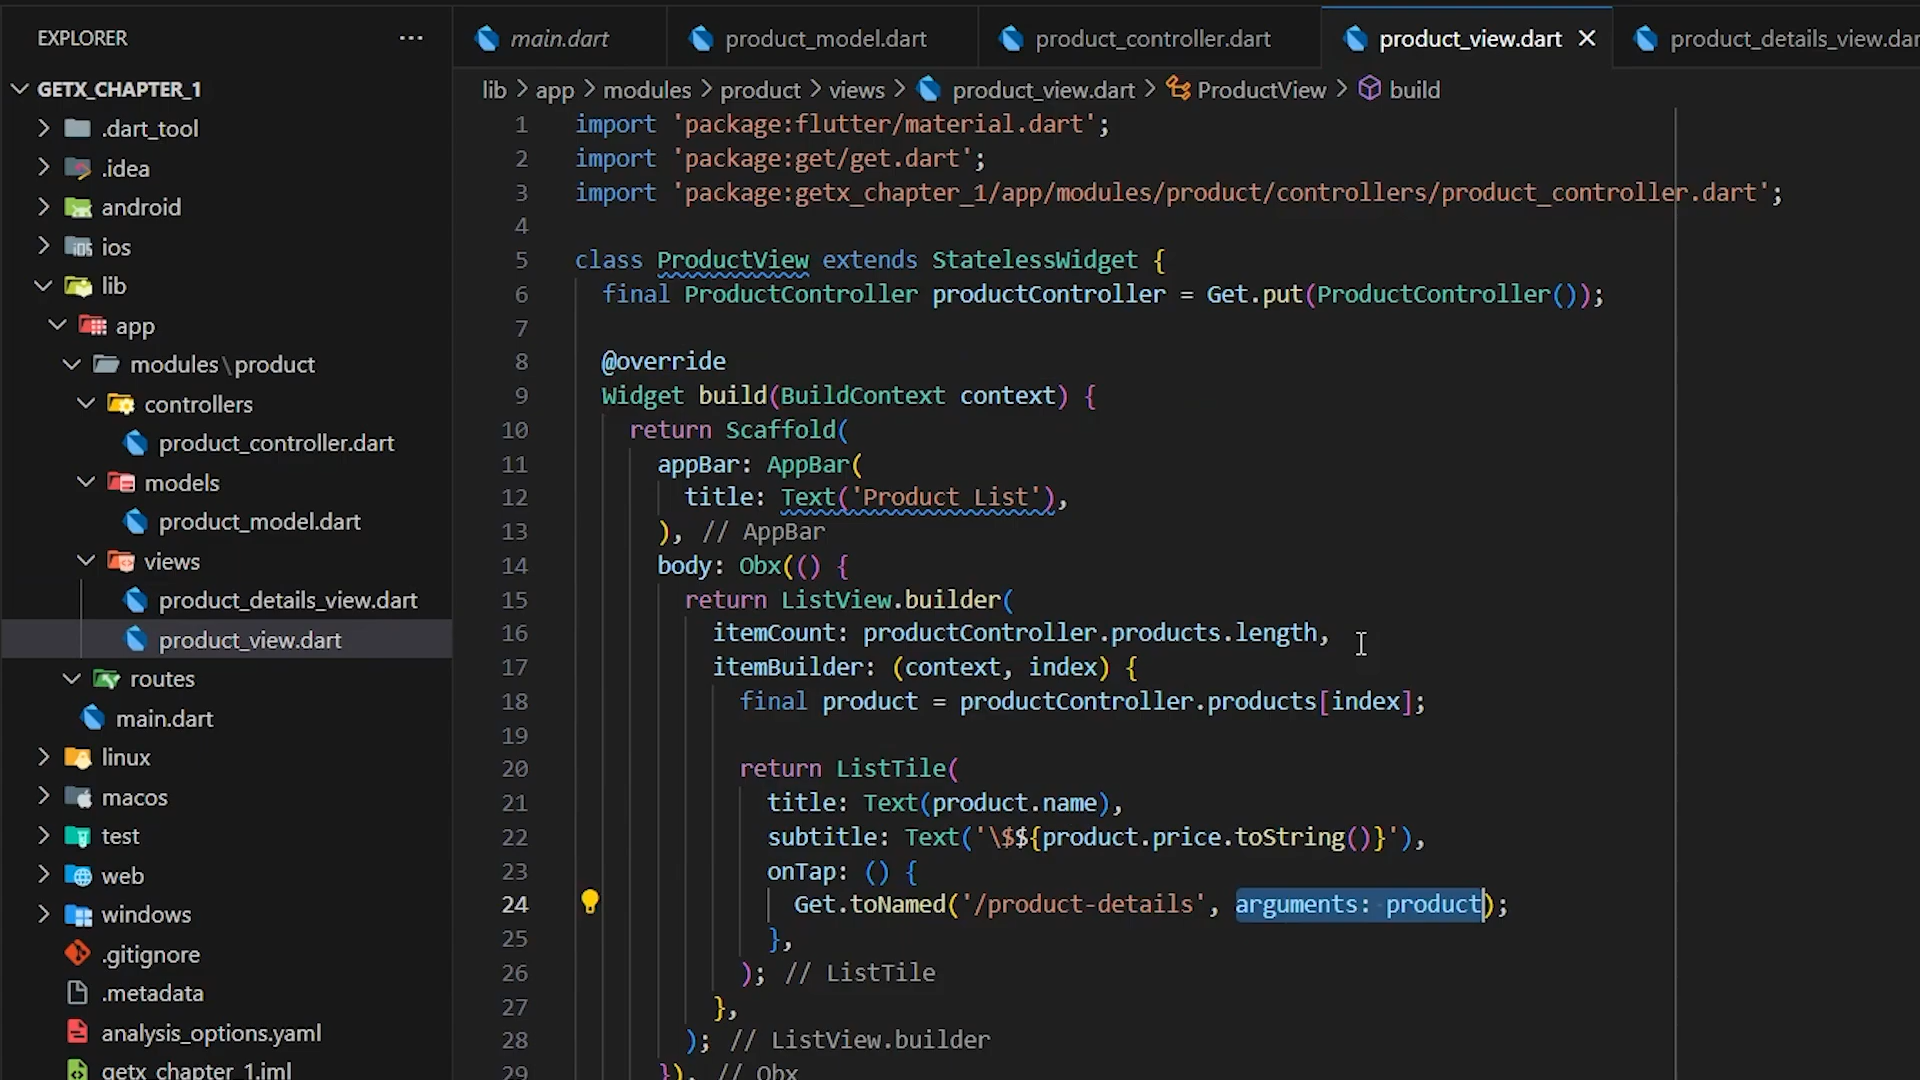 EXPLORER
GETX_CHAPTER_1
.dart_tool
.idea
android
ios
lib
app
modules\product
controllers
product_controller.dart
models
product_model.dart
views
product_details_view.dart
product_view.dart
routes
main.dart
linux
macos
test
web
windows
.gitignore
.metadata
analysis_options.yaml
getx_chapter_1.iml
main.dart
product_model.dart
product_controller.dart
product_view.dart
product_details_view.dar
lib > app > modules > product > views > product_view.dart > ProductView > build
1 import 'package:flutter/material.dart';
2 import 'package:get/get.dart';
3 import 'package:getx_chapter_1/app/modules/product/controllers/product_controller.dart';
4
5 class ProductView extends StatelessWidget {
6 final ProductController productController = Get.put(ProductController());
7
8 @override
9 Widget build(BuildContext context) {
10 return Scaffold(
11 appBar: AppBar(
12 title: Text('Product List'),
13 ), // AppBar
14 body: Obx(() {
15 return ListView.builder(
16 itemCount: productController.products.length,
17 itemBuilder: (context, index) {
18 final product = productController.products[index];
19
20 return ListTile(
21 title: Text(product.name),
22 subtitle: Text('\$${product.price.toString()}'),
23 onTap: () {
24 Get.toNamed('/product-details', arguments: product);
25 },
26 ); // ListTile
27 },
28 ); // ListView.builder
29 }), // Obx